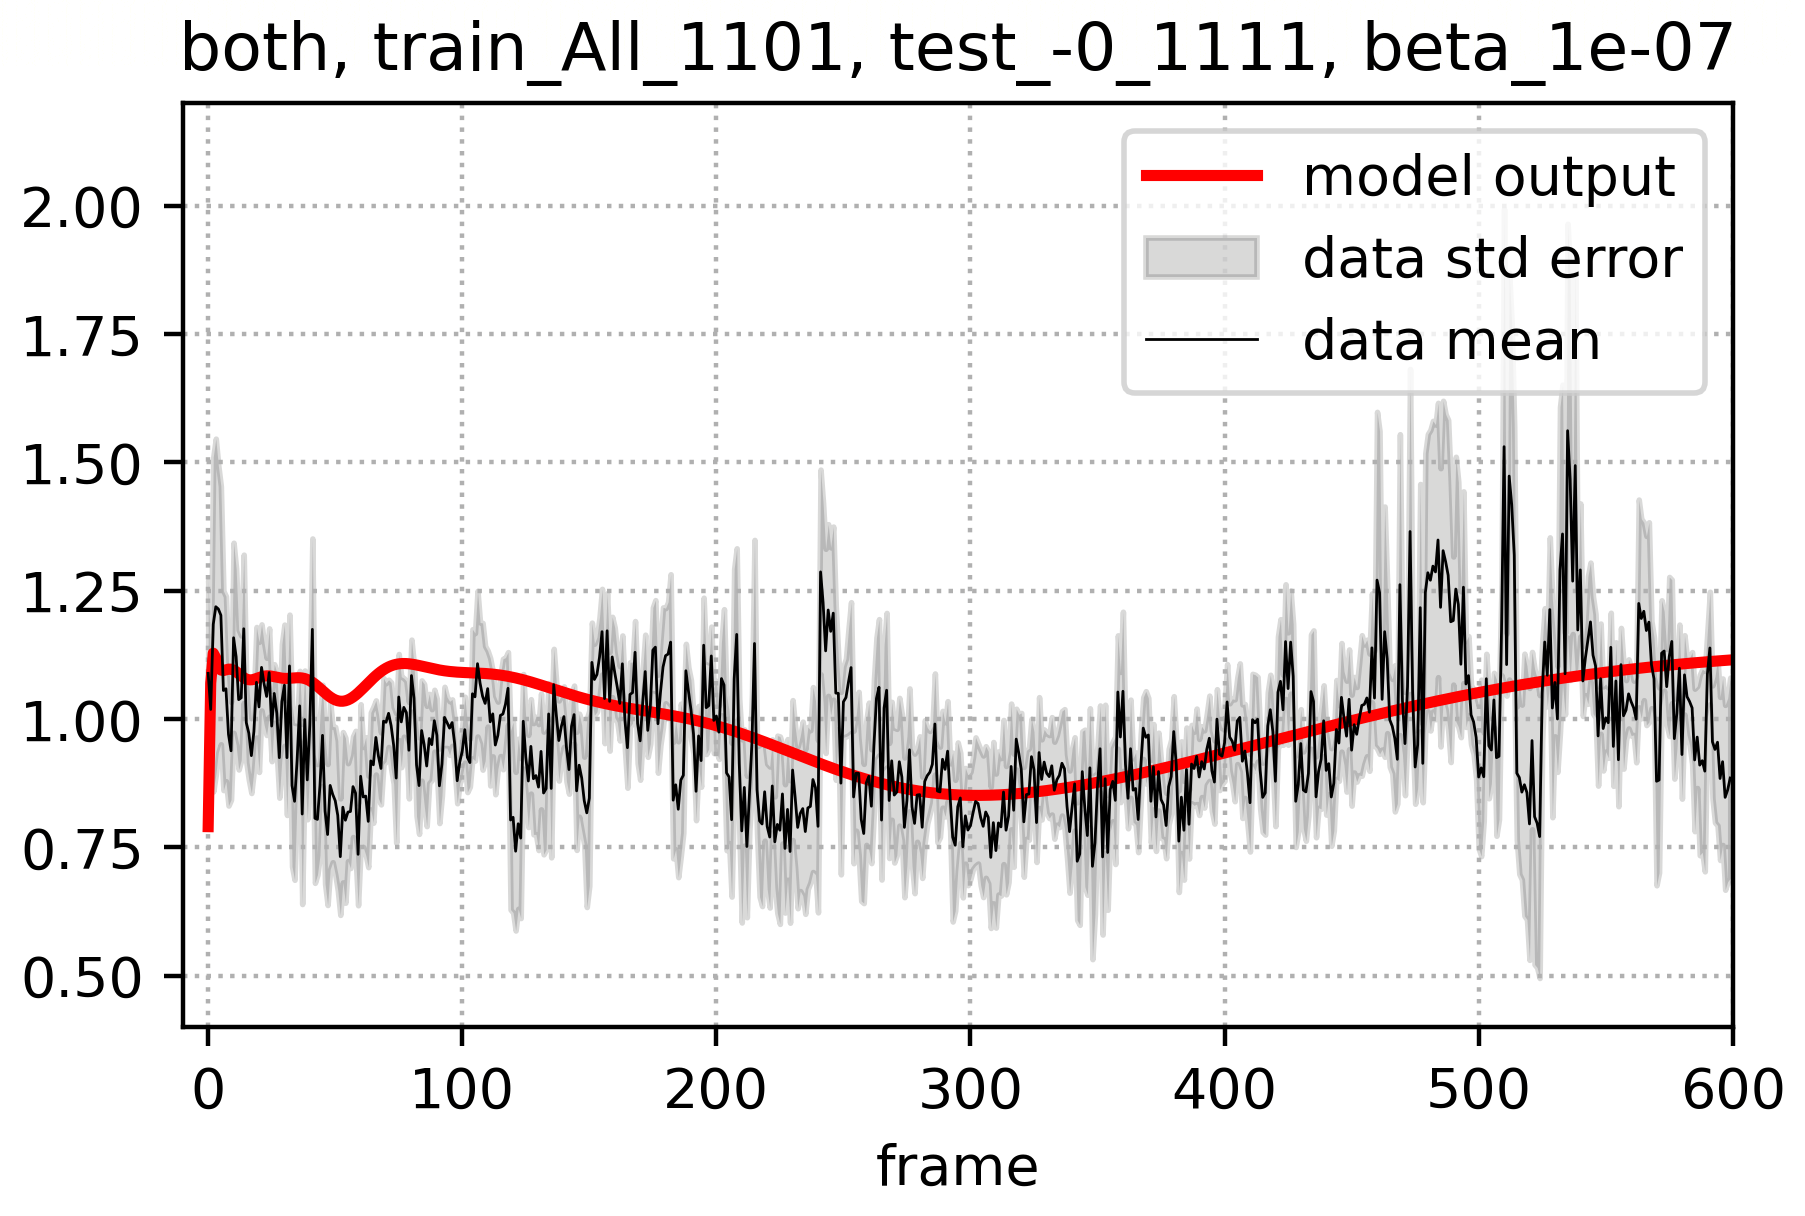 both, train_All_1101, test_-0_1111, beta_1e-07
model output
data std error
data mean
2.00
1.75
1.50
1.25
1.00
0.75
0.50
0 100 200 300 400 500 600
frame